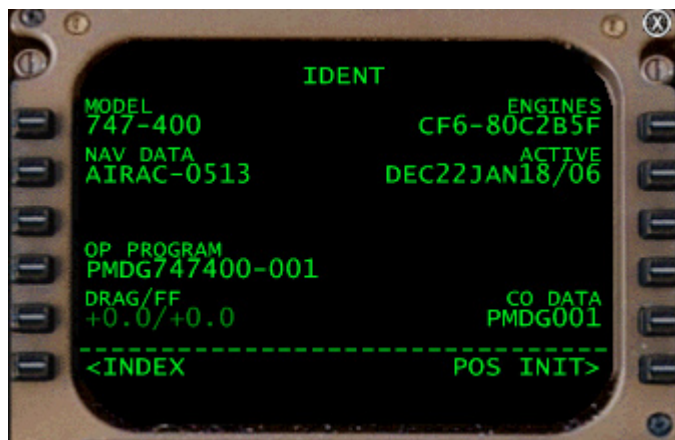 X
IDENT
MODEL ENGINES
747-400 CF6-80C2B5F
NAV DATA ACTIVE
AIRAC-0513 DEC22JAN18/06
OP PROGRAM
PMDG747400-001
DRAG/FF CO DATA
+0.0/+0.0 PMDG001
<INDEX POS INIT>